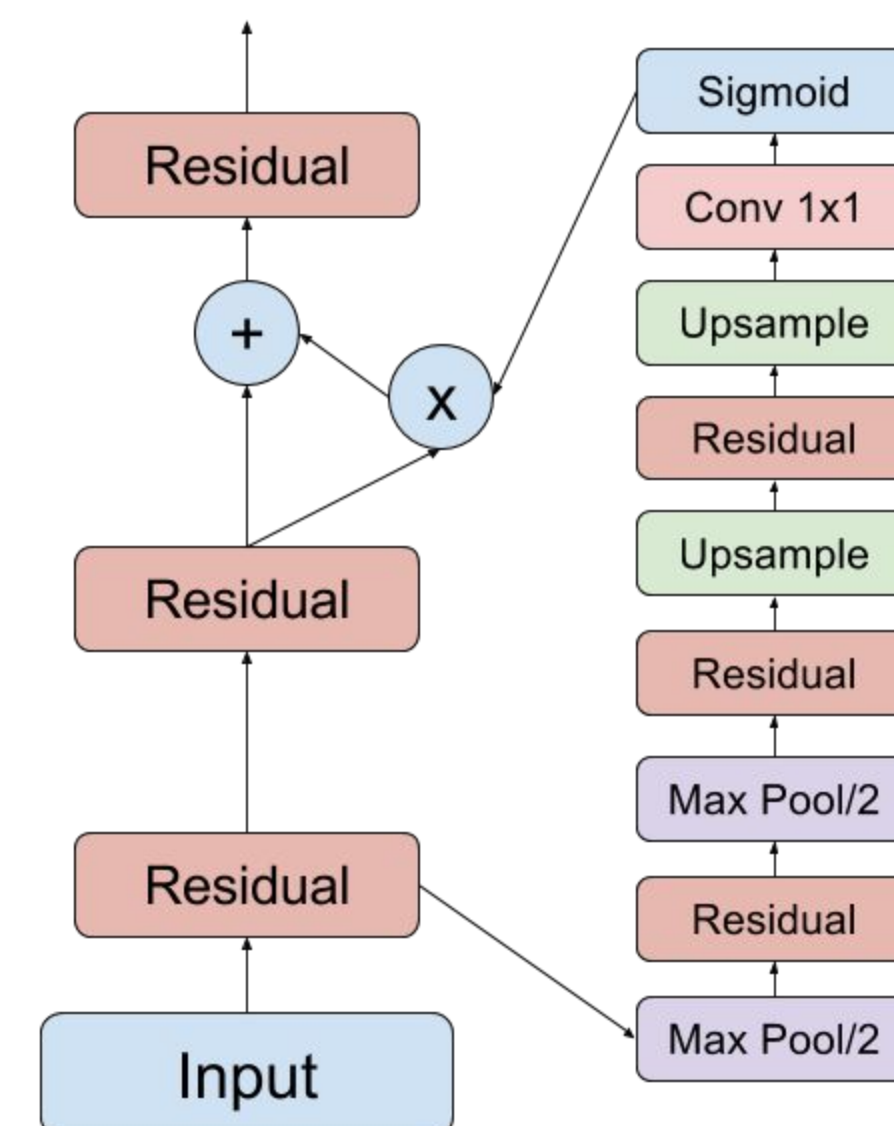 Residual
+
x
Residual
Residual
Input
Sigmoid
Conv 1x1
Upsample
Residual
Upsample
Residual
Max Pool/2
Residual
Max Pool/2